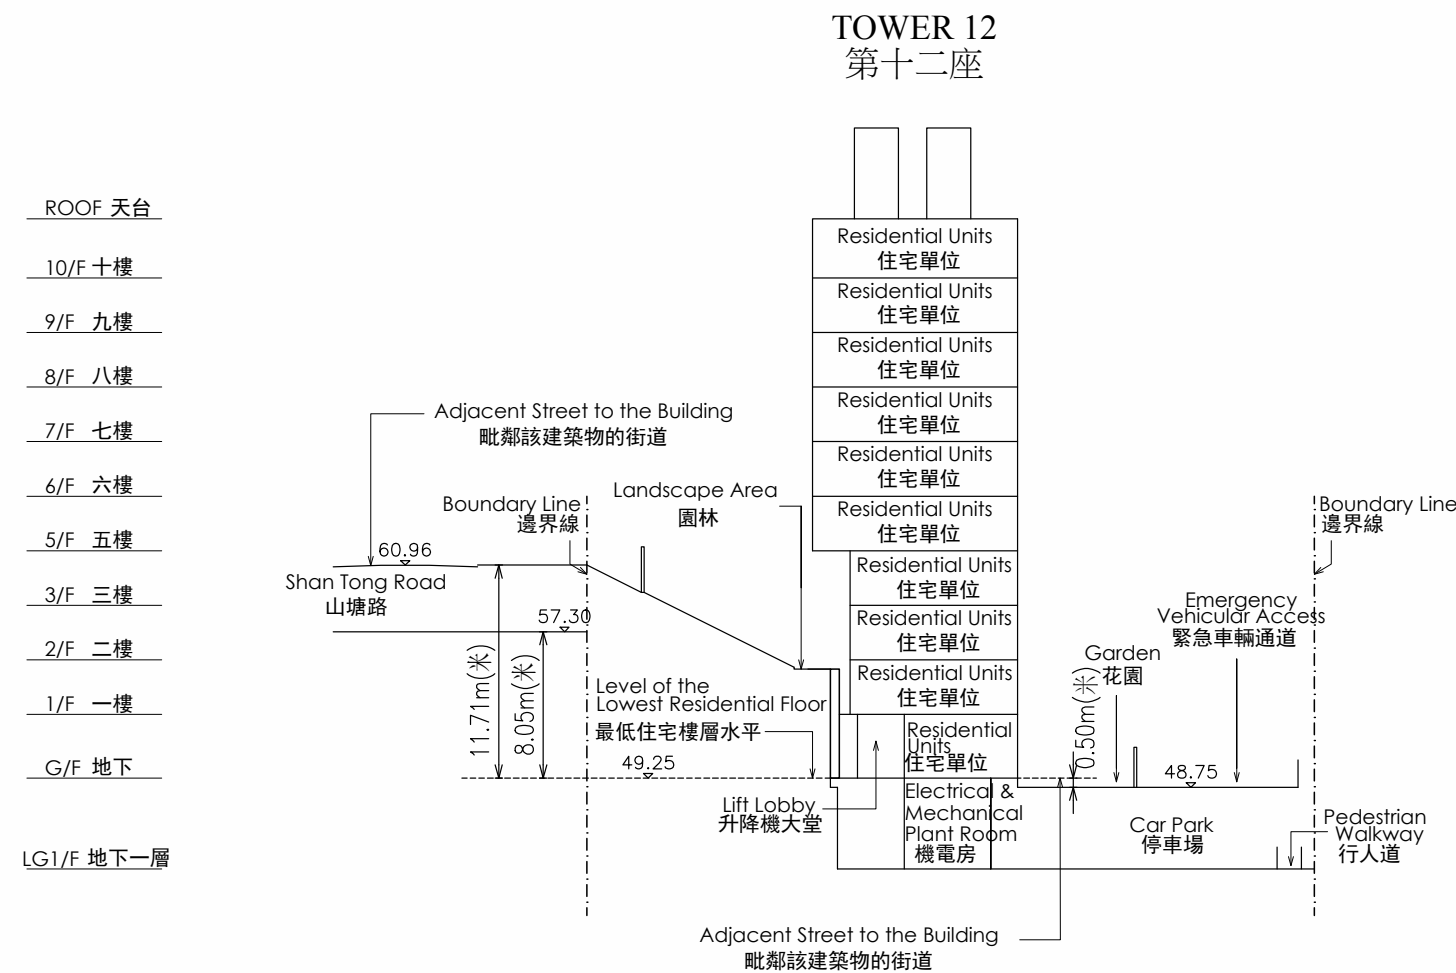 TOWER 12
第十二座
ROOF 天台
10/F 十樓
9/F 九樓
8/F 八樓
7/F 七樓
6/F 六樓
5/F 五樓
3/F 三樓
2/F 二樓
1/F 一樓
G/F 地下
LG1/F 地下一層
Adjacent Street to the Building
毗鄰該建築物的街道
Boundary Line
邊界線
Landscape Area
園林
60.96
Shan Tong Road
山塘路
57.30
11.71m(米)
8.05m(米)
Level of the
Lowest Residential Floor
最低住宅樓層水平
49.25
Residential Units
住宅單位
Residential Units
住宅單位
Residential Units
住宅單位
Residential Units
住宅單位
Residential Units
住宅單位
Residential Units
住宅單位
Residential Units
住宅單位
Residential Units
住宅單位
Residential Units
住宅單位
Residential
Units
住宅單位
Lift Lobby
升降機大堂
Electrical &
Mechanical
Plant Room
機電房
Boundary Line
邊界線
Emergency
Vehicular Access
緊急車輛通道
Garden
花園
0.50m(米)
48.75
Car Park
停車場
Pedestrian
Walkway
行人道
Adjacent Street to the Building
毗鄰該建築物的街道